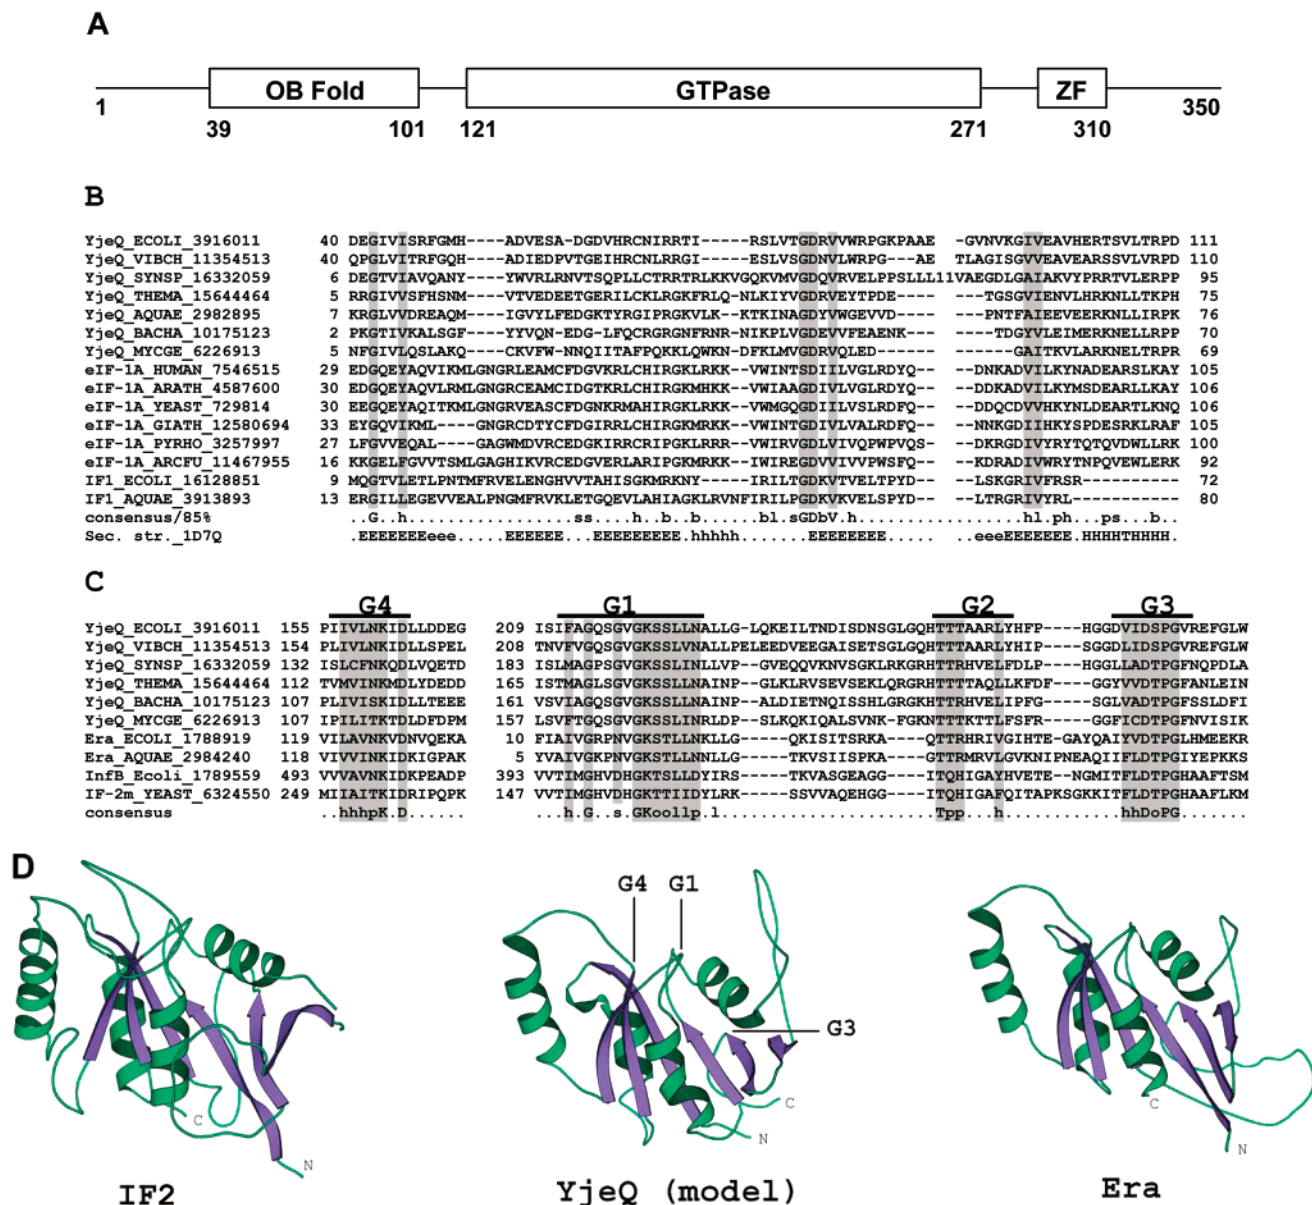 A
OB Fold GTPase ZF
1 350
39 101 121 271 310
B
YjeQ_ECOLI_3916011 40 DEGIVISRFGMH----ADVESA-DGDVHRCNIRRTI-----RSLVTGDRVVWRPGKPAAE -GVNVKGIVEAVHERTSVLTRPD 111
YjeQ_VIBCH_11354513 40 QPGLVITRFGQH----ADIEDPVTGEIHRCNLRRGI-----ESLVSGDNVLWRPG---AE TLAGISGVVEAVHPRASVLVRPD 110
YjeQ_SYNSP_16332059 6 DEGTVIAVQANY----YWVRLRNVTSQPLLCTRRTRLKKVGQKVMVGDQVRVELPPSLLL11VAEGDLGAIAKVYPRRTVLERPP 95
YjeQ_THEMA_15644464 5 RRGIVVSFHSNM----VTVEDEETGERILCKLRGKFRLQ-NLKIYVGDRVEYTPDE---- ---TGSGVIENVLHRKNLLTKPH 75
YjeQ_AQUAE_2982895 7 KRGLVVDREAQM----IGVYLFEDGKTYRGIPRGKVLK--KTKINAGDYVWGEVVD---- ---PNTFAIEEVEERKNLLIRPK 76
YjeQ_BACHA_10175123 2 PKGTIVKALSGF----YYVQN-EDG-LFQCRGRGNFRNR-NIKPLVGDEVVFEAENK--- ----TDGYLLEIMERKNELLRPP 70
YjeQ_MYCGE_6226913 5 NFGIVLQSLAKQ----CKVFW-NNQIITAFPQKKLQWKN-DFKLMVGDRVQLED------ ------GAITKVLARKNELTRPR 69
eIF-1A_HUMAN_7546515 29 EDGQEYAQVIKMLGNGRLEAMCFDGVKRLCHIRGKLRKK--VWINTSDIILVGLRDYQ-- --DNKADVILKYNADEARSLKAY 105
eIF-1A_ARATH_4587600 30 EDGQEYAQVLRMLGNGRCEAMCIDGTKRLCHIRGKMHKK--VWIAAGDIVLVGLRDYQ-- --DDKADVILKYMSDEARLLKAY 106
eIF-1A_YEAST_729814 30 EEGQEYAQITKMLGNGRVEASCFDGNKRMAHIRGKLRKK--VWMGQGDIILVSLRDFQ-- --DDQCDVVHKYNLDEARTLKNQ 106
eIF-1A_GIATH_12580694 33 EYGQVIKML---GNGRCDTYCFDGIRRLCHIRGKMRKR--VWINTGDIVLVALRDFQ-- --DNKGDIIHKYSPDESRKLRAF 105
eIF-1A_PYRHO_3257997 27 LFGVVEQAL----GAGWMDVRCEDGKIRRCRIPGKLRRR--VWIRVGDLVIVQPWPVQS- --DKRGDIVYRYTQTQVDWLLRK 100
eIF-1A_ARCFU_11467955 16 KKGELFGVVTSMLGAGHIKVRCEDGVERLARIPGKMRKK--IWIREGDVVIVVPWSFQ-- --DKRADIVWRYTNPQVEWLERK 92
IF1_ECOLI_16128851 9 MQGTVLETLPNTMFRVELENGHVVTAHISGKMRKNY-----IRILTGDKVTVELTPYD-- --LSKGRIVFRSR---------- 72
IF1_AQUAE_3913893 13 ERGILLEGEVVEALPNGMFRVKLETGQEVLAHIAGKLRVNFIRILPGDKVKVELSPYD-- --LTRGRIVYRL----------- 80
consensus/85% ..G..h..................ss....h..b..b.......bl.sGDbV.h...... ........hl.ph...ps...b..
Sec. str._1D7Q .EEEEEEEeee....EEEEEE...EEEEEEEEE.hhhhh.......EEEEEEEE...... ..eeeEEEEEEE.HHHHTHHHH.
C
G4 G1 G2 G3
YjeQ_ECOLI_3916011 155 PIIVLNKIDLLDDEG 209 ISIFAGQSGVGKSSLLNALLG-LQKEILTNDISDNSGLGQHTTTAARLYHFP----HGGDVIDSPGVREFGLW
YjeQ_VIBCH_11354513 154 PLIVLNKIDLLSPEL 208 TNVFVGQSGVGKSSLVNALLPELEEDVEEGAISETSGLGQHTTTAARLYHIP----HGGDLIDSPGVREFGLW
YjeQ_SYNSP_16332059 132 ISLCFNKQDLVQETD 183 ISLMAGPSGVGKSSLINLLVP-GVEQQVKNVSGKLRKGRHTTRHVELFDLP----HGGLLADTPGFNQPDLA
YjeQ_THEMA_15644464 112 TVMVINKMDLYDEDD 165 ISTMAGLSGVGKSSLLNAINP---GLKLRVSEVSEKLQRGRHTTTTAQLLKFDF---GGYVVDTPGFANLEIN
YjeQ_BACHA_10175123 107 PLIVISKIDLLTEEE 161 VSVIAGQSGVGKSSLLNAINP---SLDIETNQISSHLGRGKHTTRHVELIPFG----SGLVADTPGFSSLDFI
YjeQ_MYCGE_6226913 107 IPILITKTDLFDFDPM 157 LSVFTGQSGVGKSSLINRLDP---SLKQKIQALSVNK-FGKNTTTKTTLFSFR----GGFICDTPGFNVISIK
Era_ECOLI_1788919 119 VILAVNKVDNVQEKA 10 FIAIVGRPNVGKSTLLNKLLG-----QKISITSRKA----QTTRHRIVGIHTE-GAYQAIYVDTPGLHMEEKR
Era_AQUAE_2984240 118 VIVVINKIDKIGPAK 5 YVAIVGKPNVGKSTLLNNLLG-----TKVSIISPKA----GTTRMRVLGVKNIPNEAQIIFLDTPGIYEPKKS
InfB_Ecoli_1789559 493 VVVAVNKIDKPEADP 393 VVTIMGHVDHGKTSLLDYIRS-----TKVASGEAGG----ITQHIGAYHVETE--NGMITFLDTPGHAAFTSM
IF-2m_YEAST_6324550 249 MIIAITKIDRIPQPK 147 VVTIMGHVDHGKTTIIDYLRK-----SSVVAQEHGG----ITQHIGAFQITAPKSGKKITFLDTPGHAAFLKM
consensus ..hhhpK.D...... ...h.G..s.GKoollp.l....................Tpp..h............hhDoPG.......
D
G4 G1
G3
C
N
C
N
C
N
IF2 YjeQ (model) Era